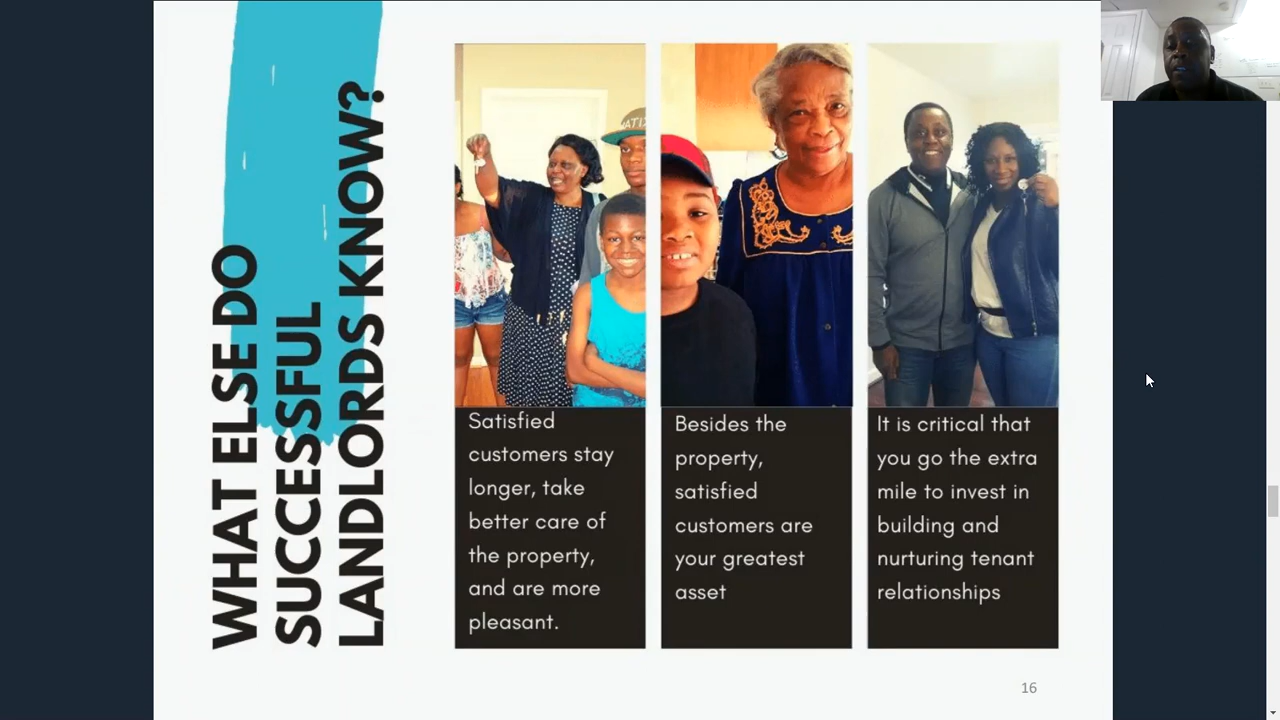 WHAT ELSE DO
SUCCESSFUL
LANDLORDS KNOW?
Satisfied
customers stay
longer, take
better care of
the property,
and are more
pleasant.
Besides the
property,
satisfied
customers are
your greatest
asset
It is critical that
you go the extra
mile to invest in
building and
nurturing tenant
relationships
16